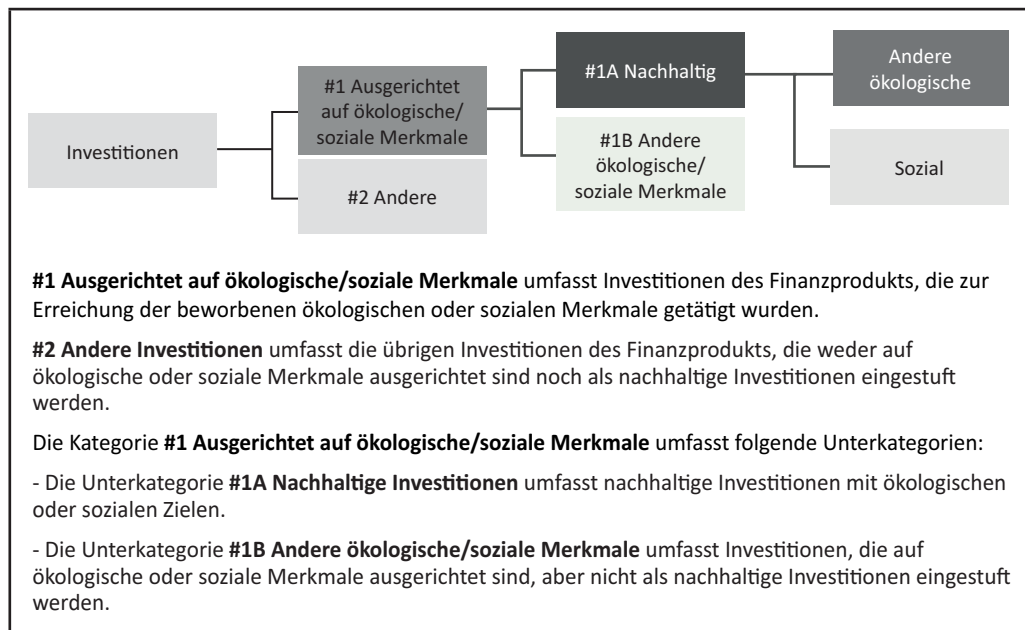 Investitionen
#1 Ausgerichtet
auf ökologische/
soziale Merkmale
#2 Andere
#1A Nachhaltig
#1B Andere
ökologische/
soziale Merkmale
Andere
ökologische
Sozial
#1 Ausgerichtet auf ökologische/soziale Merkmale umfasst Investitionen des Finanzprodukts, die zur
Erreichung der beworbenen ökologischen oder sozialen Merkmale getätigt wurden.
#2 Andere Investitionen umfasst die übrigen Investitionen des Finanzprodukts, die weder auf
ökologische oder soziale Merkmale ausgerichtet sind noch als nachhaltige Investitionen eingestuft
werden.
Die Kategorie #1 Ausgerichtet auf ökologische/soziale Merkmale umfasst folgende Unterkategorien:
- Die Unterkategorie #1A Nachhaltige Investitionen umfasst nachhaltige Investitionen mit ökologischen
oder sozialen Zielen.
- Die Unterkategorie #1B Andere ökologische/soziale Merkmale umfasst Investitionen, die auf
ökologische oder soziale Merkmale ausgerichtet sind, aber nicht als nachhaltige Investitionen eingestuft
werden.